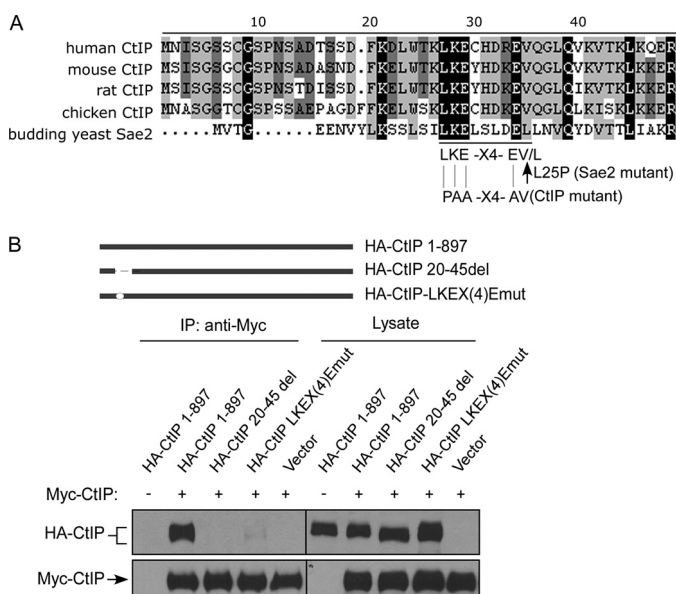 A
10 20 30 40
human CtIP MNISGSSCGSPNSADTSSD.FKDLWTKLKECHDREVQGLQVKVTKLKQER
mouse CtIP MSISGSSCGSPNSADASND.FKELWTKLKEYHDKEVQGLQVKVTKLKKER
rat CtIP MSISGSSCGSPNSTDTSND.FKELWTKLKEYHDKEVQGLQIKVTKLKKER
chicken CtIP MNASGGTCGSPSSAEPAGDFFKELWSKLKECHDKEVQGLQLKISKLKKER
budding yeast Sae2 .....MVTG......EENVYLKSSLSILKELSLDELLNVQYDVTTLIAKR
LKE -X4- EV/L
L25P (Sae2 mutant)
PAA -X4- AV(CtIP mutant)
B
HA-CtIP 1-897
HA-CtIP 20-45del
HA-CtIP-LKEX(4)Emut
IP: anti-Myc Lysate
HA-CtIP 1-897 HA-CtIP 1-897 HA-CtIP 20-45 del HA-CtIP LKEX(4)Emut Vector HA-CtIP 1-897 HA-CtIP 1-897 HA-CtIP 20-45 del HA-CtIP LKEX(4)Emut Vector
Myc-CtIP: - + + + + - + + + +
HA-CtIP
Myc-CtIP